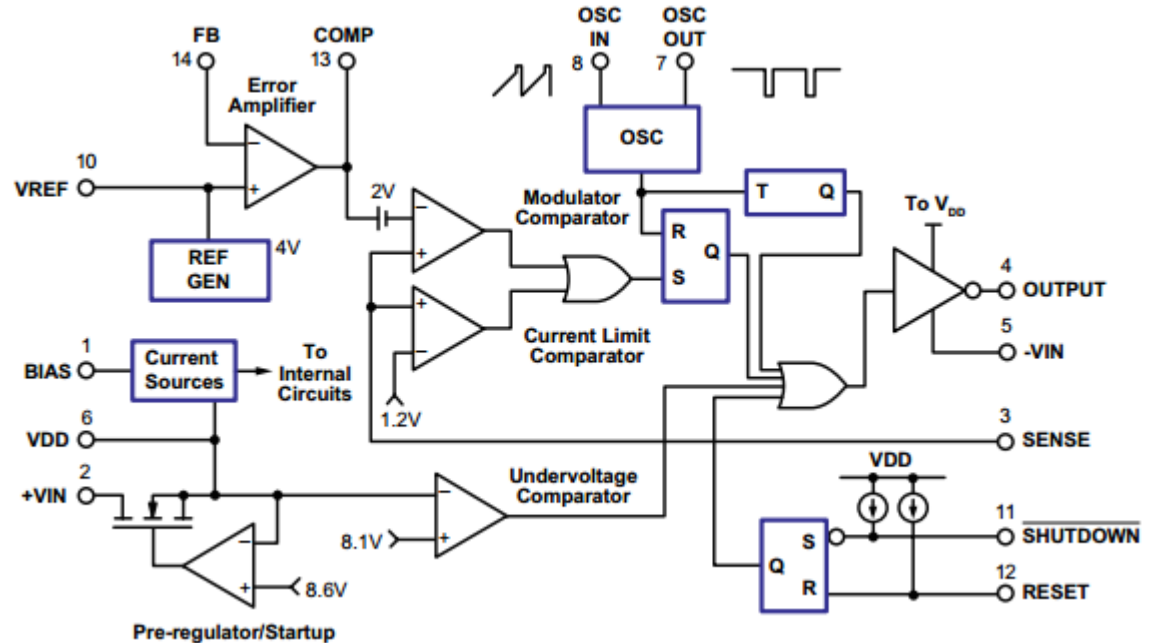 FB
14
COMP
13
OSC
IN
8
OSC
OUT
7
Error
Amplifier
−
+
OSC
10
VREF
REF
GEN
4V
2V
−
+
Modulator
Comparator
R
S
Q
T
Q
To VDD
4
OUTPUT
5
-VIN
+
−
Current Limit
Comparator
1.2V
1
BIAS
Current
Sources
To
Internal
Circuits
6
VDD
2
+VIN
3
SENSE
Undervoltage
Comparator
−
+
8.1V
−
+
8.6V
Pre-regulator/Startup
VDD
S
Q
R
11
SHUTDOWN
12
RESET